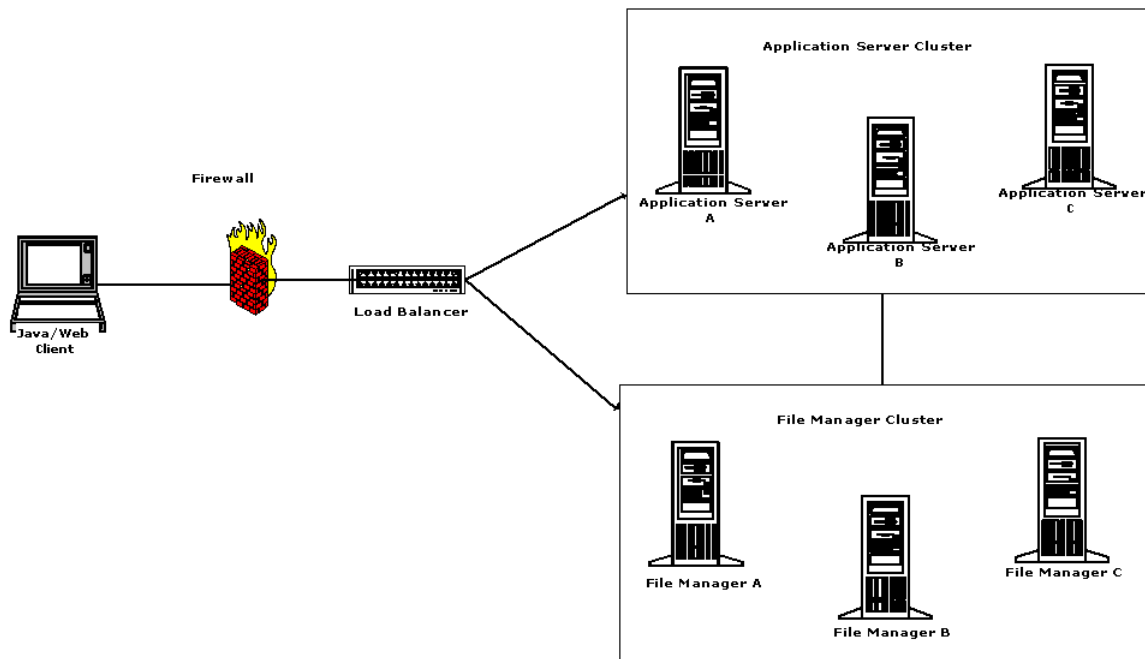 Application Server Cluster
Firewall
Application Server
A
Application Server
B
Application Server
C
Java/Web
Client
Load Balancer
File Manager Cluster
File Manager A
File Manager B
File Manager C